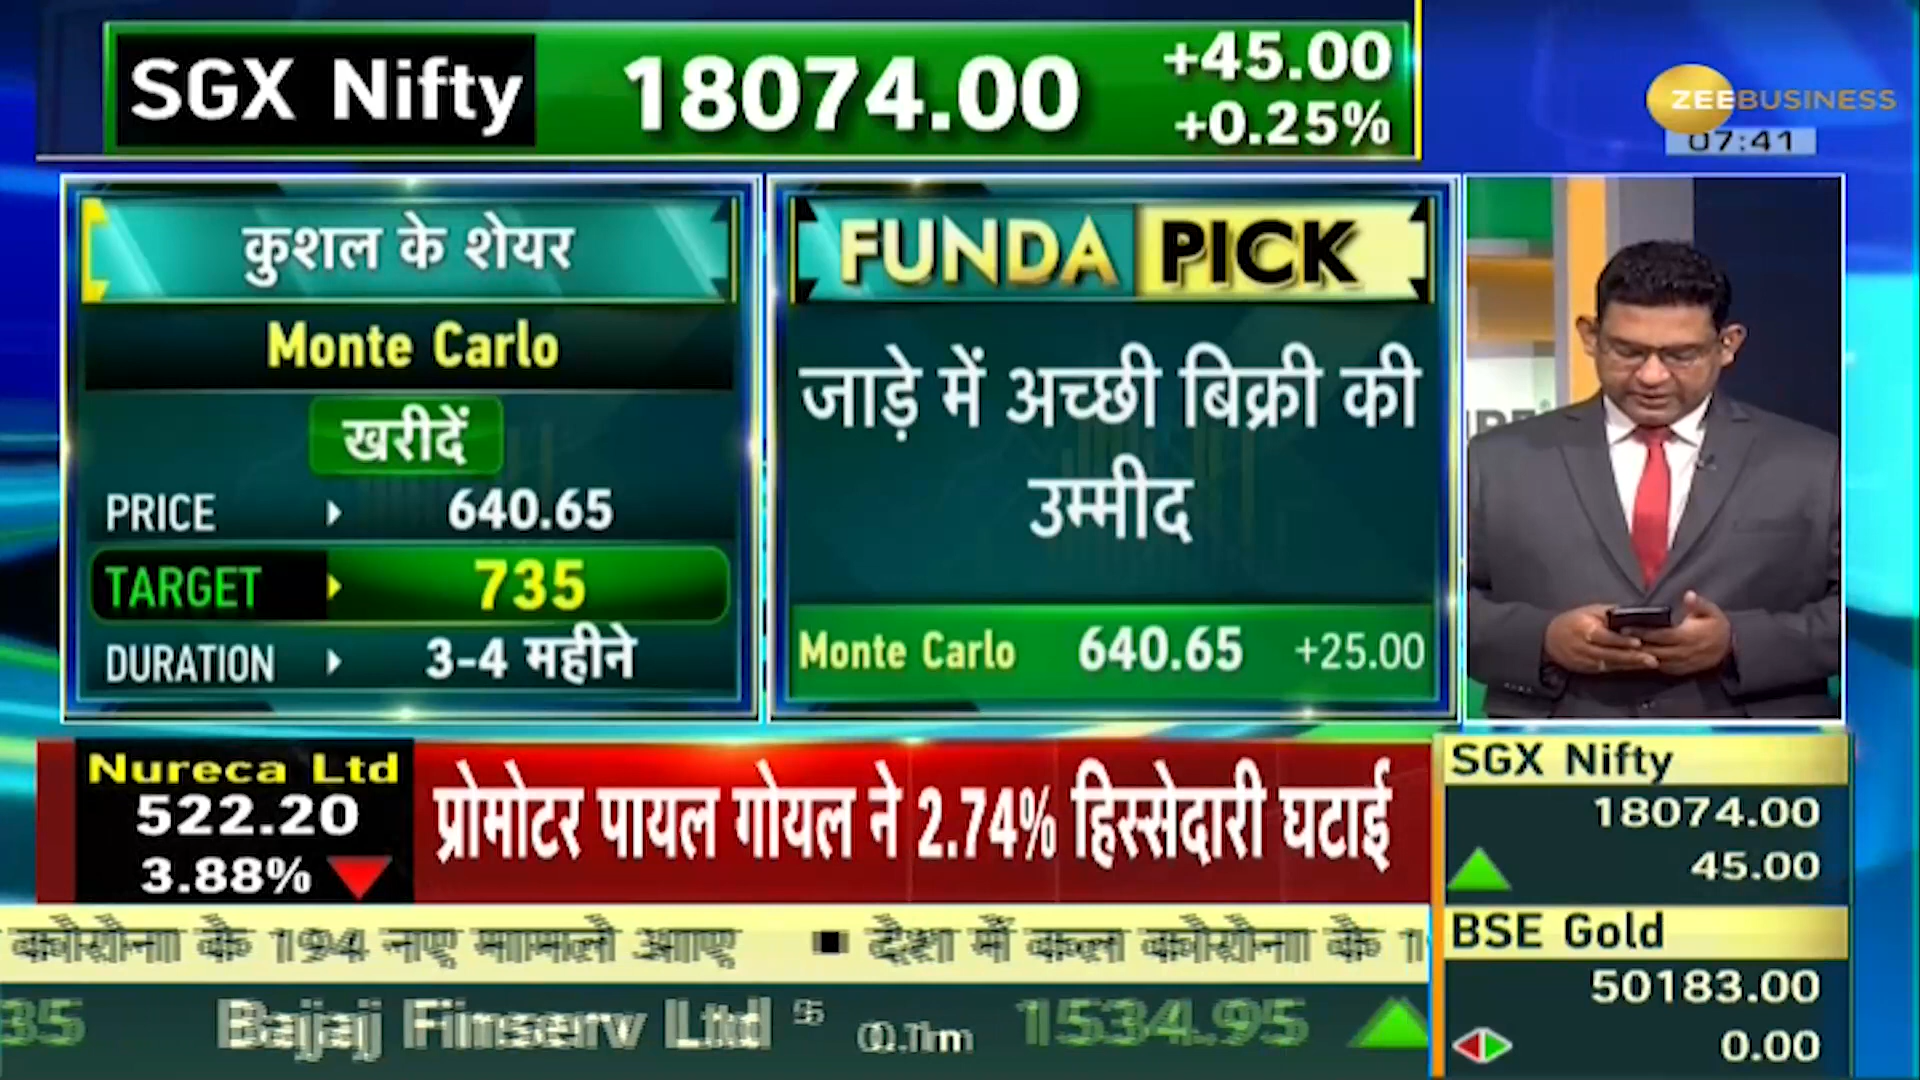 SGX Nifty 18074.00 +45.00
+0.25%
ZEEBUSINESS
07:41
कुशल के शेयर
Monte Carlo
खरीदें
PRICE 640.65
TARGET 735
DURATION 3-4 महीने
FUNDA PICK
जाड़े में अच्छी बिक्री की
उम्मीद
Monte Carlo 640.65 +25.00
Nureca Ltd
522.20
3.88%
प्रोमोटर पायल गोयल ने 2.74% हिस्सेदारी घटाई
SGX Nifty
18074.00
45.00
BSE Gold
50183.00
0.00
कोरोना के 194 नए मामले आए ■ देश में कल कोरोना के
35 Bajaj Finserv Ltd 1534.95